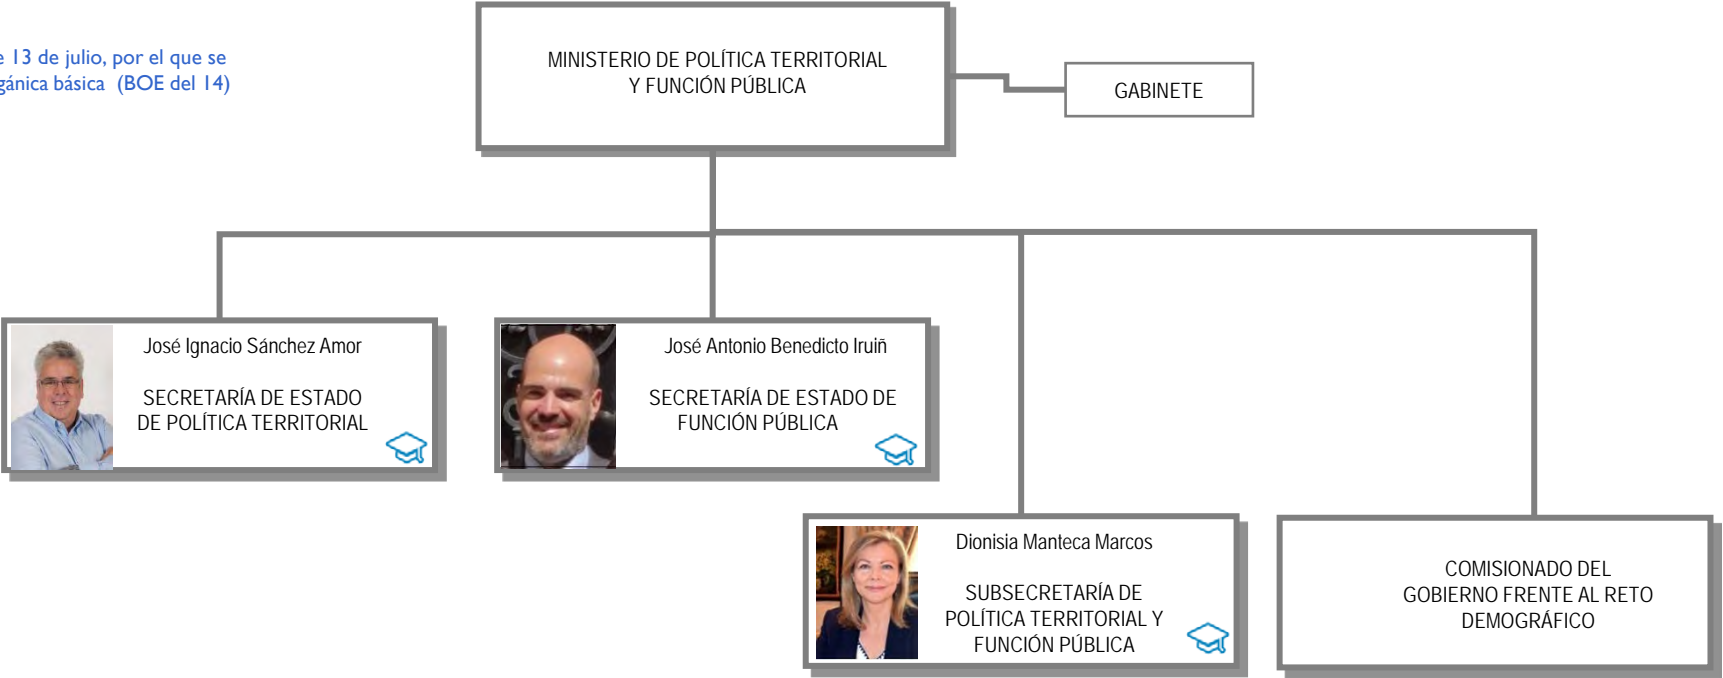 e 13 de julio, por el que se
gánica básica (BOE del 14)
MINISTERIO DE POLÍTICA TERRITORIAL
Y FUNCIÓN PÚBLICA
GABINETE
José Ignacio Sánchez Amor
SECRETARÍA DE ESTADO
DE POLÍTICA TERRITORIAL
José Antonio Benedicto Iruiñ
SECRETARÍA DE ESTADO DE
FUNCIÓN PÚBLICA
Dionisia Manteca Marcos
SUBSECRETARÍA DE
POLÍTICA TERRITORIAL Y
FUNCIÓN PÚBLICA
COMISIONADO DEL
GOBIERNO FRENTE AL RETO
DEMOGRÁFICO